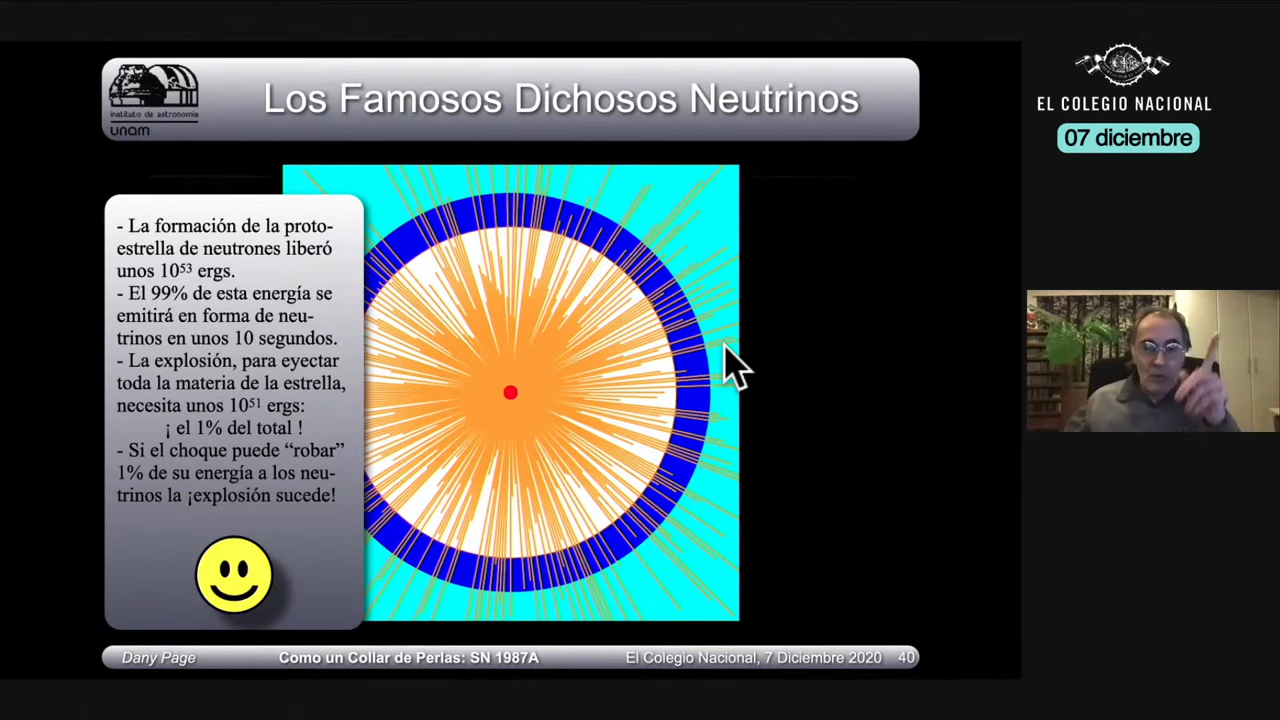 Los Famosos Dichosos Neutrinos
instituto de astronomía
unam
- La formación de la proto-
estrella de neutrones liberó
unos 10⁵³ ergs.
- El 99% de esta energía se
emitirá en forma de neu-
trinos en unos 10 segundos.
- La explosión, para eyectar
toda la materia de la estrella,
necesita unos 10⁵¹ ergs:
¡ el 1% del total !
- Si el choque puede “robar”
1% de su energía a los neu-
trinos la ¡explosión sucede!
Dany Page
Como un Collar de Perlas: SN 1987A
El Colegio Nacional, 7 Diciembre 2020 40
EL COLEGIO NACIONAL
07 diciembre